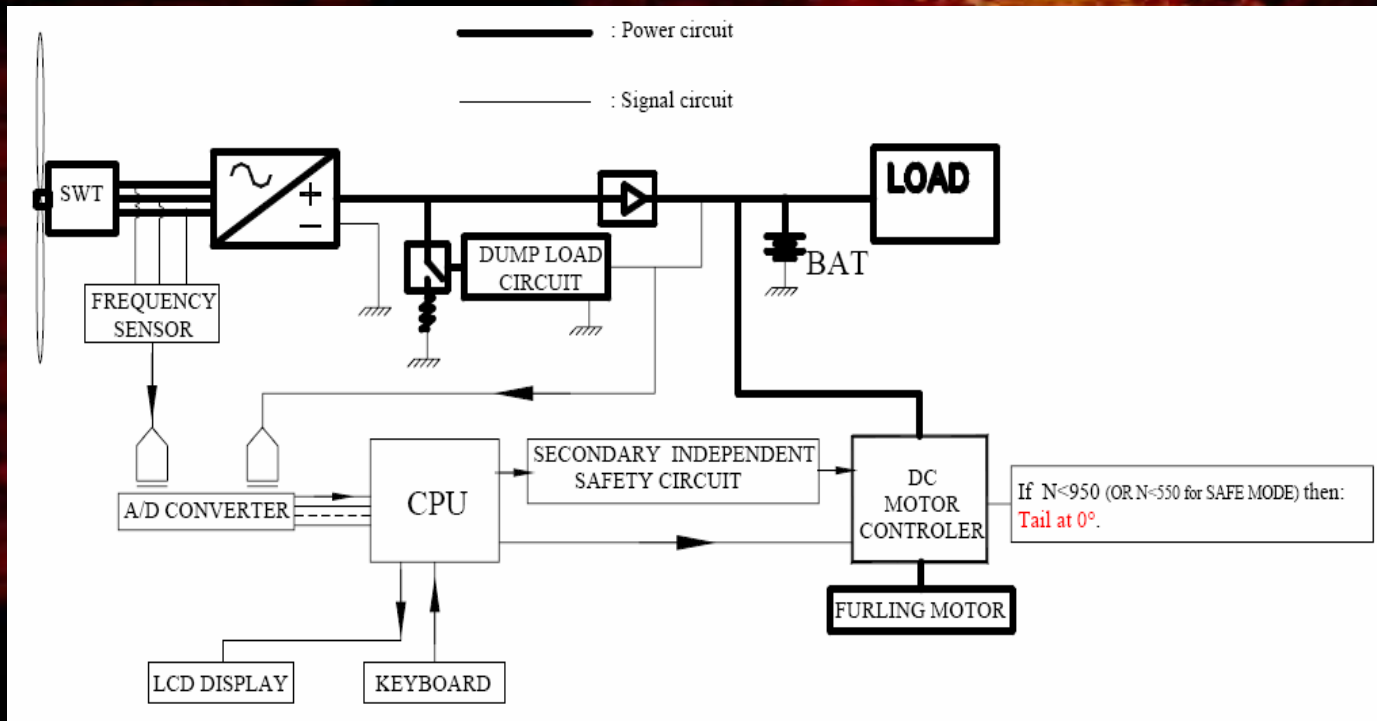 : Power circuit
: Signal circuit
SWT
+
−
LOAD
DUMP LOAD
CIRCUIT
BAT
FREQUENCY
SENSOR
SECONDARY INDEPENDENT
SAFETY CIRCUIT
DC
MOTOR
CONTROLER
If N<950 (OR N<550 for SAFE MODE) then:
Tail at 0°.
A/D CONVERTER
CPU
FURLING MOTOR
LCD DISPLAY
KEYBOARD